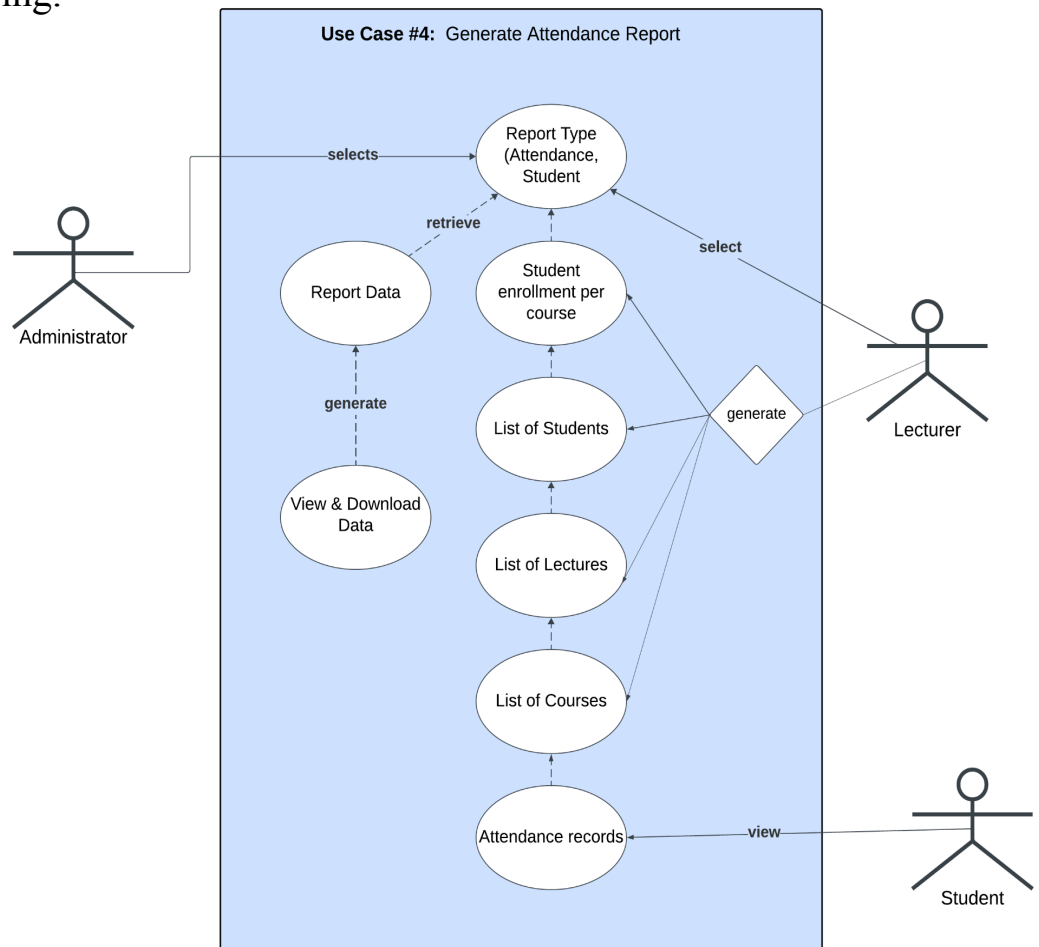 ing.
Use Case #4: Generate Attendance Report
Report Type
(Attendance,
Student
selects
retrieve
select
Administrator
Report Data
Student
enrollment per
course
generate
generate
Lecturer
List of Students
View & Download
Data
List of Lectures
List of Courses
Attendance records
view
Student